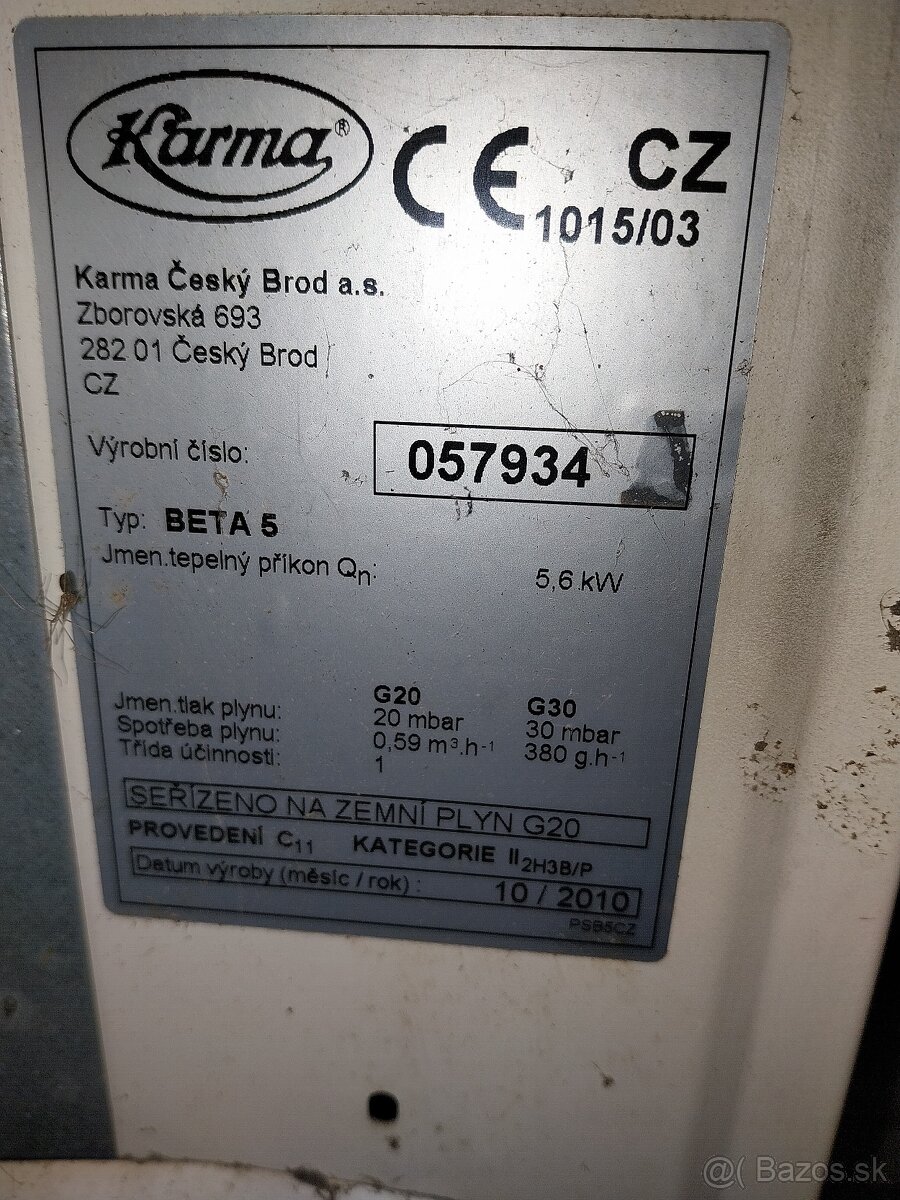 Karma®
CE CZ
1015/03
Karma Český Brod a.s.
Zborovská 693
282 01 Český Brod
CZ
Výrobní číslo: 057934
Typ: BETA 5
Jmen.tepelný příkon Qn: 5,6 kW
G20 G30
Jmen.tlak plynu: 20 mbar 30 mbar
Spotřeba plynu: 0,59 m³.h-¹ 380 g.h-¹
Třída účinnosti: 1
SEŘÍZENO NA ZEMNÍ PLYN G20
PROVEDENÍ C11 KATEGORIE II2H3B/P
Datum výroby (měsíc / rok) : 10 / 2010
PSB5CZ
@( Bazos.sk